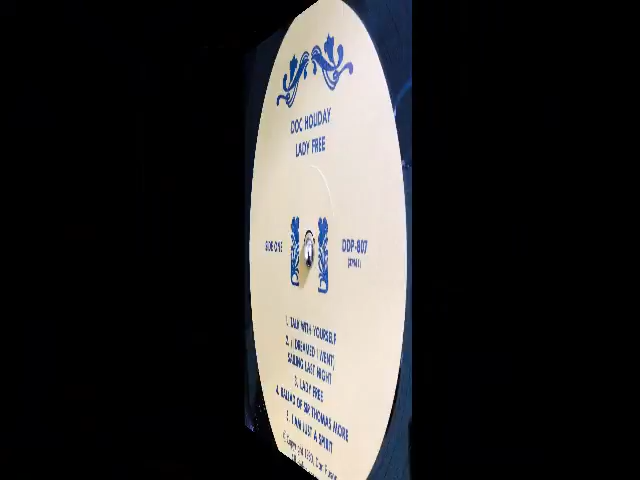 DOC HOLIDAY
LADY FREE
SIDE ONE
DDP-807
1. TALK WITH YOURSELF
2. (I DREAMED I WENT)
SAILING LAST NIGHT
3. LADY FREE
4. BALLAD OF SIR THOMAS MORE
5. I AM JUST A SPIRIT